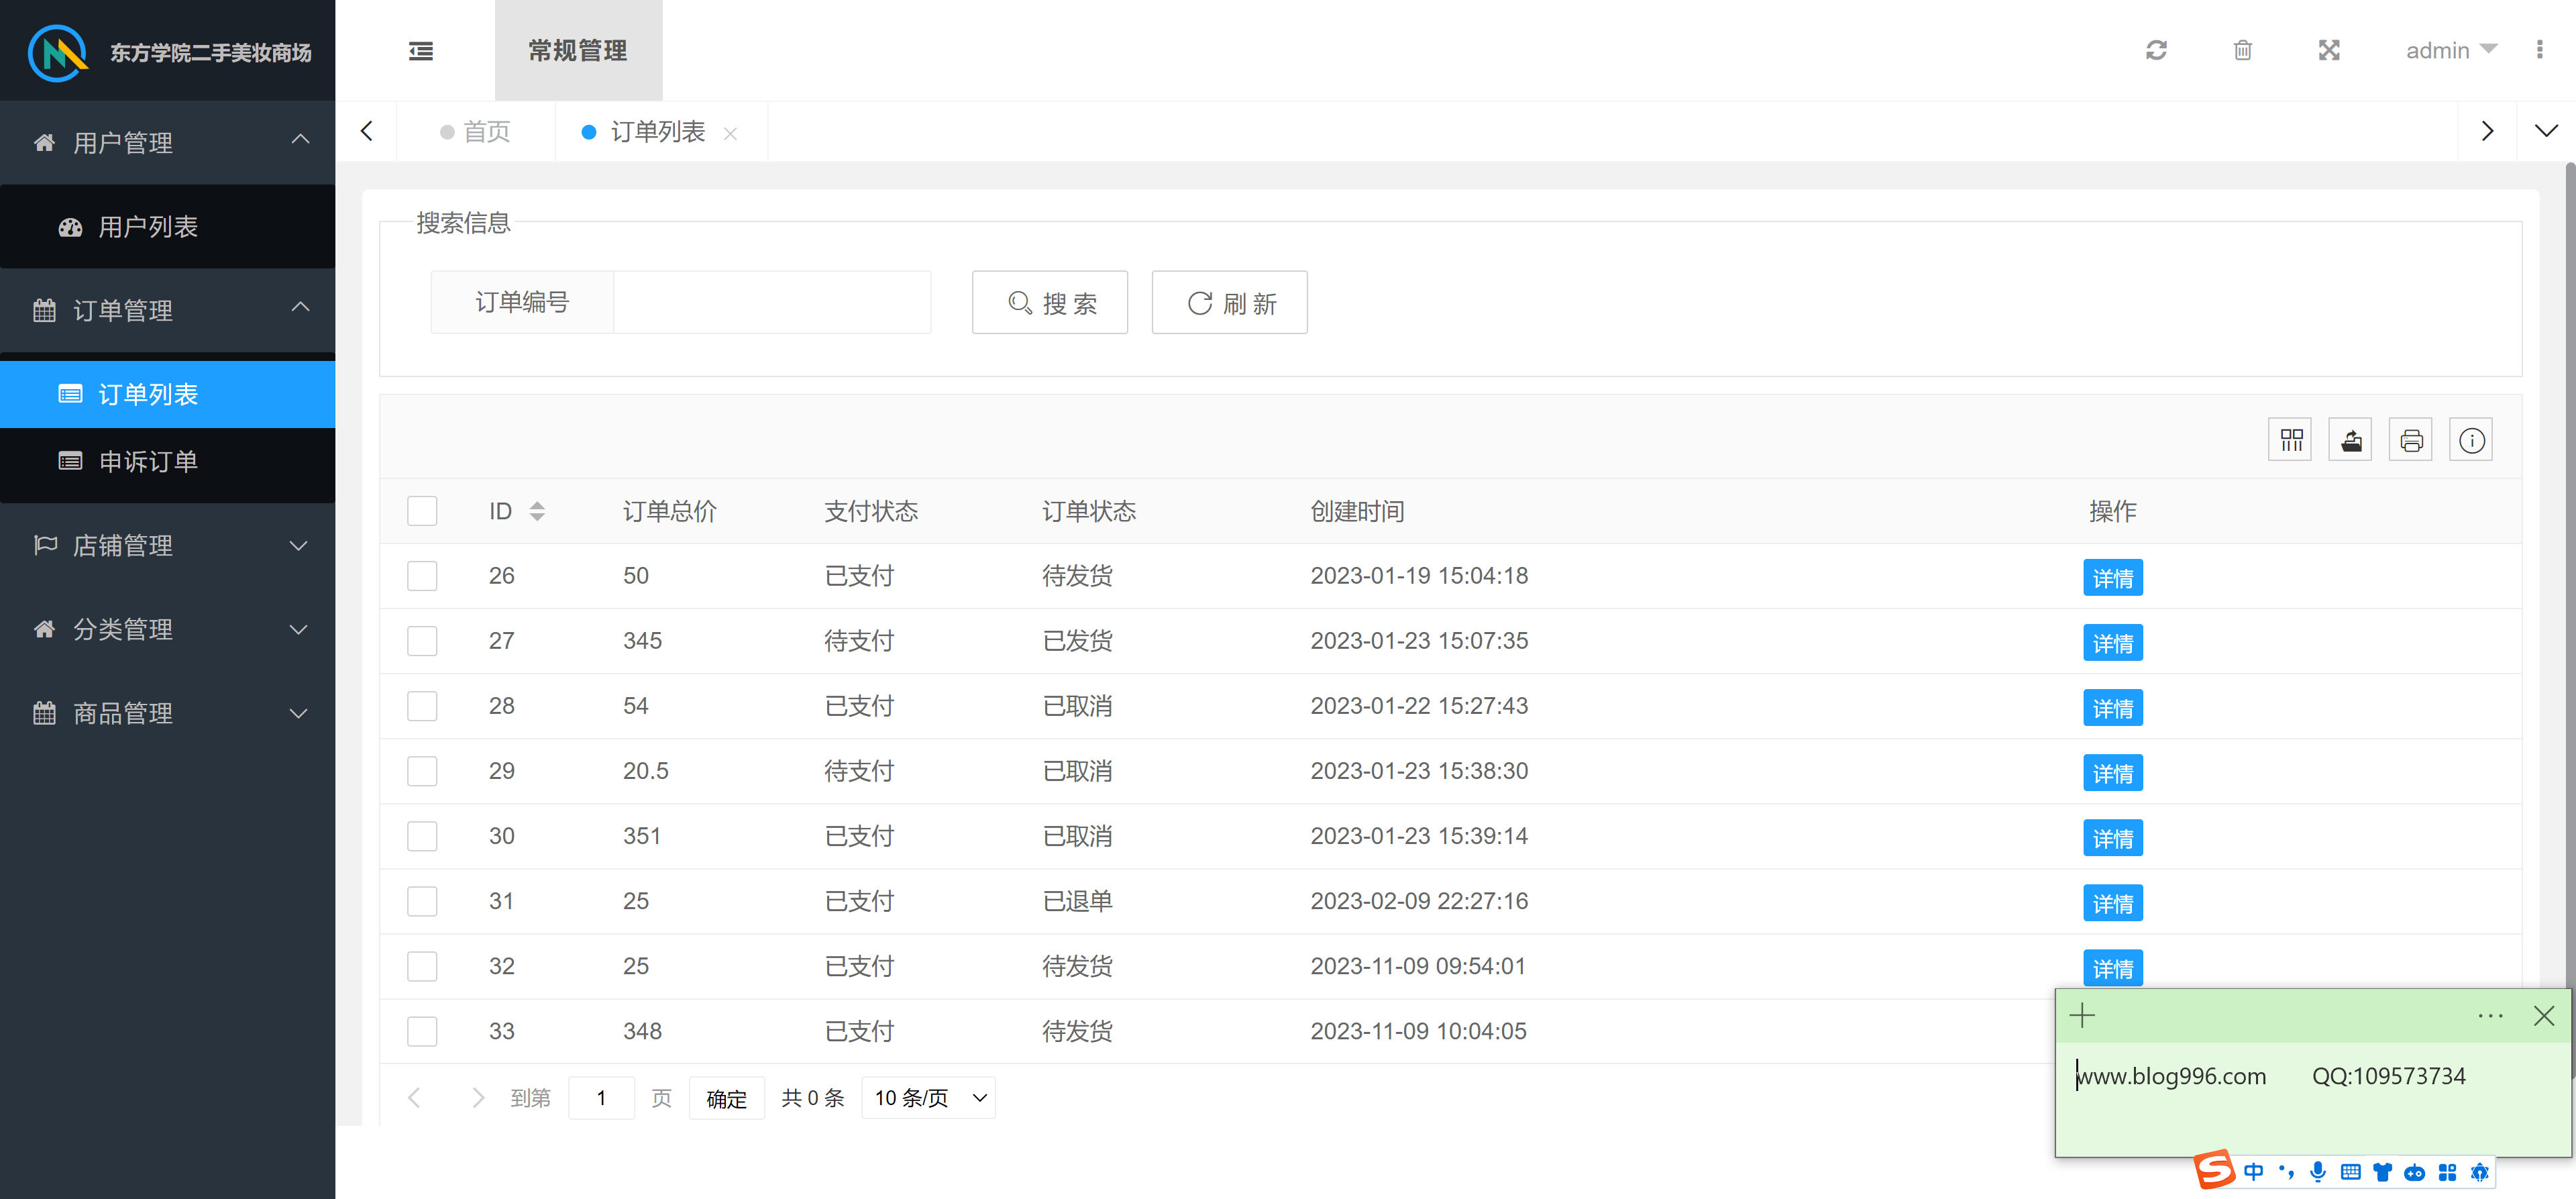 东方学院二手美妆商场
常规管理
admin
用户管理
首页
订单列表
用户列表
搜索信息
订单管理
订单编号
搜 索
刷 新
订单列表
申诉订单
ID 订单总价 支付状态 订单状态 创建时间 操作
店铺管理
26 50 已支付 待发货 2023-01-19 15:04:18 详情
分类管理
27 345 待支付 已发货 2023-01-23 15:07:35 详情
商品管理
28 54 已支付 已取消 2023-01-22 15:27:43 详情
29 20.5 待支付 已取消 2023-01-23 15:38:30 详情
30 351 已支付 已取消 2023-01-23 15:39:14 详情
31 25 已支付 已退单 2023-02-09 22:27:16 详情
32 25 已支付 待发货 2023-11-09 09:54:01 详情
33 348 已支付 待发货 2023-11-09 10:04:05
到第 1 页 确定 共 0 条 10 条/页
www.blog996.com QQ:109573734
中